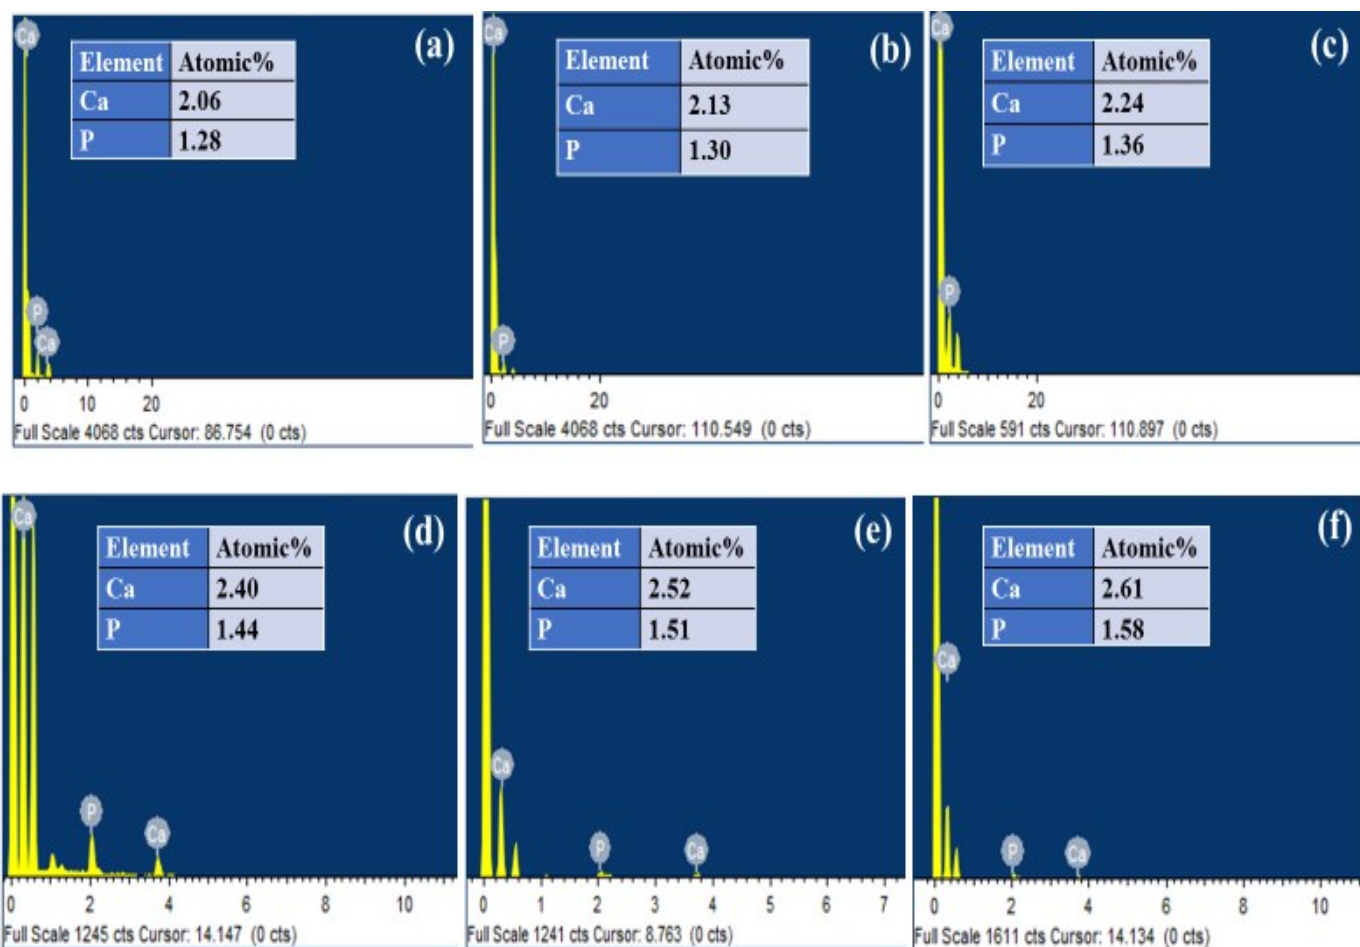 Ca
(a)
Element Atomic%
Ca 2.06
P 1.28
P
Ca
0 10 20
Full Scale 4068 cts Cursor: 86.754 (0 cts)
Ca
(b)
Element Atomic%
Ca 2.13
P 1.30
P
0 20
Full Scale 4068 cts Cursor: 110.549 (0 cts)
Ca
(c)
Element Atomic%
Ca 2.24
P 1.36
P
0 20
Full Scale 591 cts Cursor: 110.897 (0 cts)
Ca
(d)
Element Atomic%
Ca 2.40
P 1.44
P
Ca
0 2 4 6 8 10
Full Scale 1245 cts Cursor: 14.147 (0 cts)
(e)
Element Atomic%
Ca 2.52
P 1.51
Ca
P
Ca
0 1 2 3 4 5 6 7
Full Scale 1241 cts Cursor: 8.763 (0 cts)
(f)
Element Atomic%
Ca 2.61
P 1.58
Ca
P
Ca
0 2 4 6 8 10
Full Scale 1611 cts Cursor: 14.134 (0 cts)